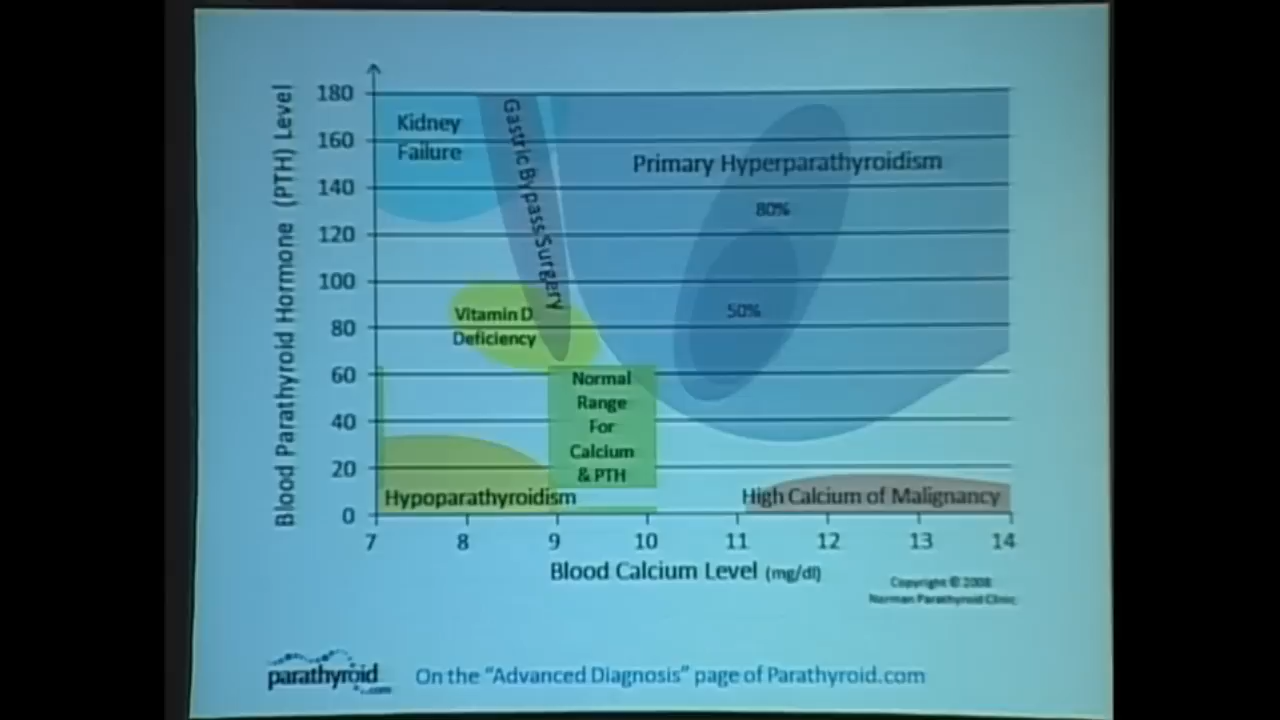 Blood Parathyroid Hormone (PTH) Level
180
160
140
120
100
80
60
40
20
0
Kidney
Failure
Gastric Bypass Surgery
Primary Hyperparathyroidism
80%
50%
Vitamin D
Deficiency
Normal
Range
For
Calcium
& PTH
Hypoparathyroidism
High Calcium of Malignancy
7 8 9 10 11 12 13 14
Blood Calcium Level (mg/dl)
Copyright © 2008
Norman Parathyroid Clinic
parathyroid
.com
On the “Advanced Diagnosis” page of Parathyroid.com